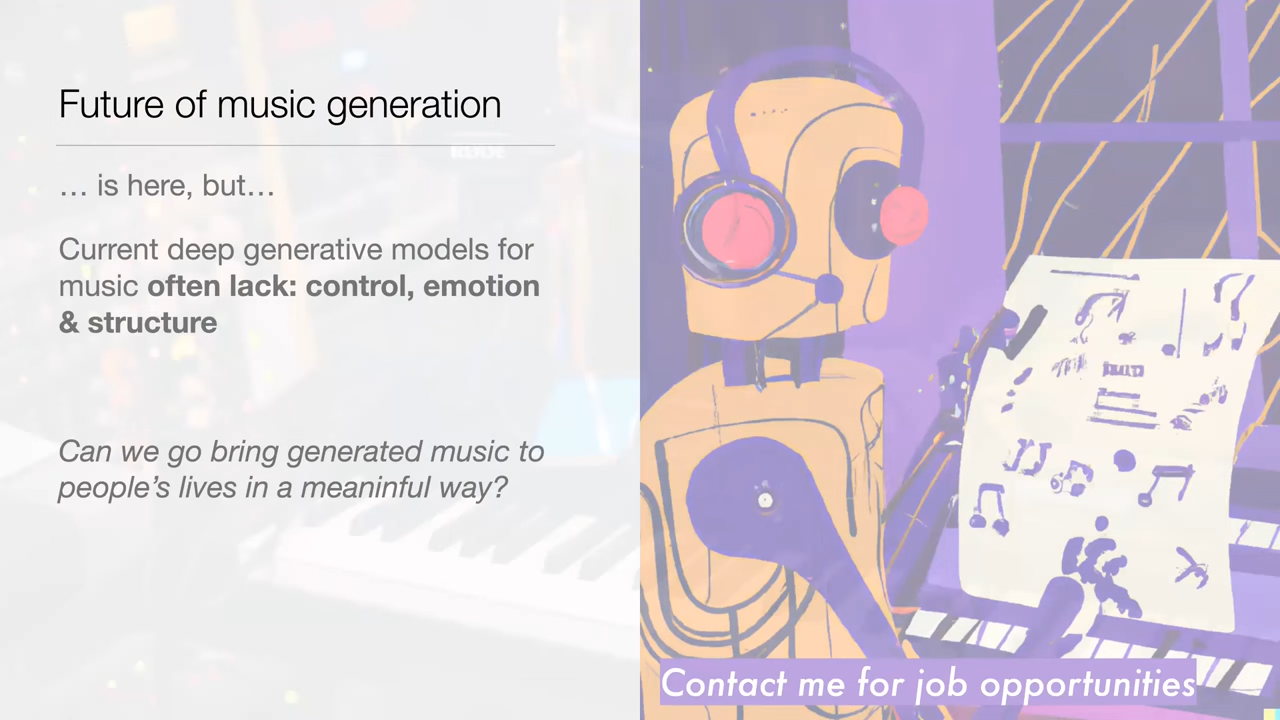 Future of music generation
… is here, but…
Current deep generative models for
music often lack: control, emotion
& structure
Can we go bring generated music to
people’s lives in a meaninful way?
Contact me for job opportunities